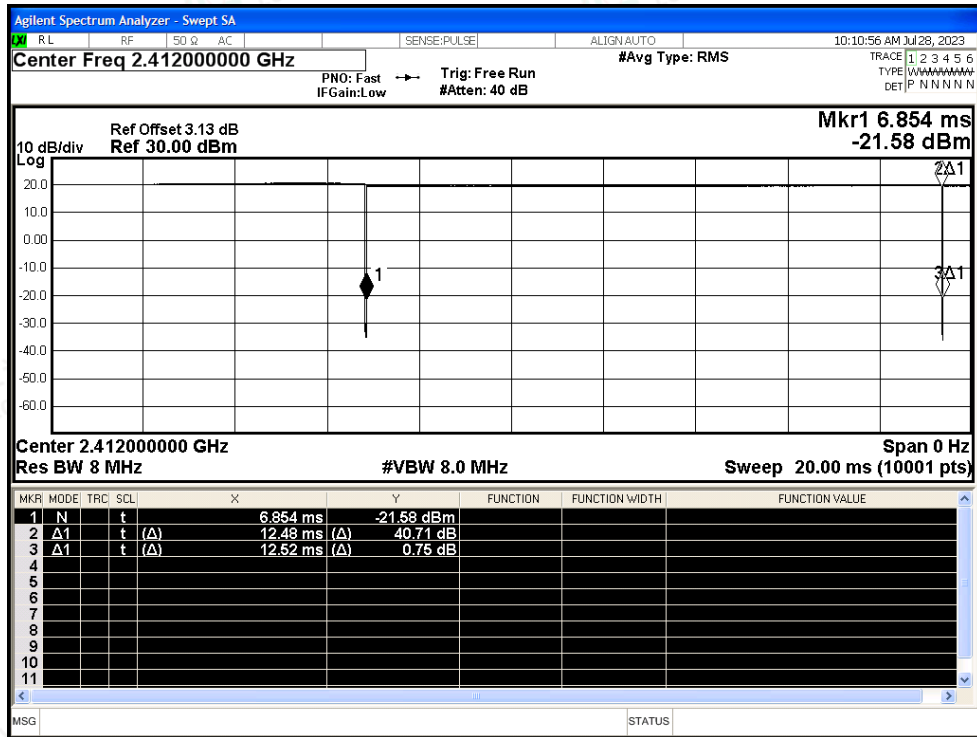 Agilent Spectrum Analyzer - Swept SA
LXI RL RF 50 Ω AC SENSE:PULSE ALIGN AUTO 10:10:56 AM Jul 28, 2023
Center Freq 2.412000000 GHz
PNO: Fast
IFGain:Low
Trig: Free Run
#Atten: 40 dB
#Avg Type: RMS
TRACE 1 2 3 4 5 6
TYPE WWWWWW
DET P N N N N N
Mkr1 6.854 ms
-21.58 dBm
Ref Offset 3.13 dB
10 dB/div Ref 30.00 dBm
Log
20.0
10.0
0.00
-10.0
-20.0
-30.0
-40.0
-50.0
-60.0
2Δ1
1
3Δ1
Center 2.412000000 GHz Span 0 Hz
Res BW 8 MHz #VBW 8.0 MHz Sweep 20.00 ms (10001 pts)
MKR MODE TRC SCL X Y FUNCTION FUNCTION WIDTH FUNCTION VALUE
1 N t 6.854 ms -21.58 dBm
2 Δ1 t (Δ) 12.48 ms (Δ) 40.71 dB
3 Δ1 t (Δ) 12.52 ms (Δ) 0.75 dB
4
5
6
7
8
9
10
11
MSG STATUS